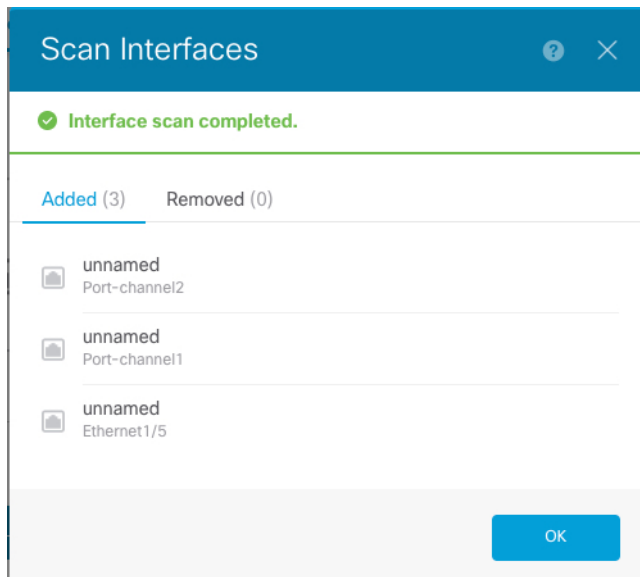 Scan Interfaces
Interface scan completed.
Added (3) Removed (0)
unnamed
Port-channel2
unnamed
Port-channel1
unnamed
Ethernet1/5
OK